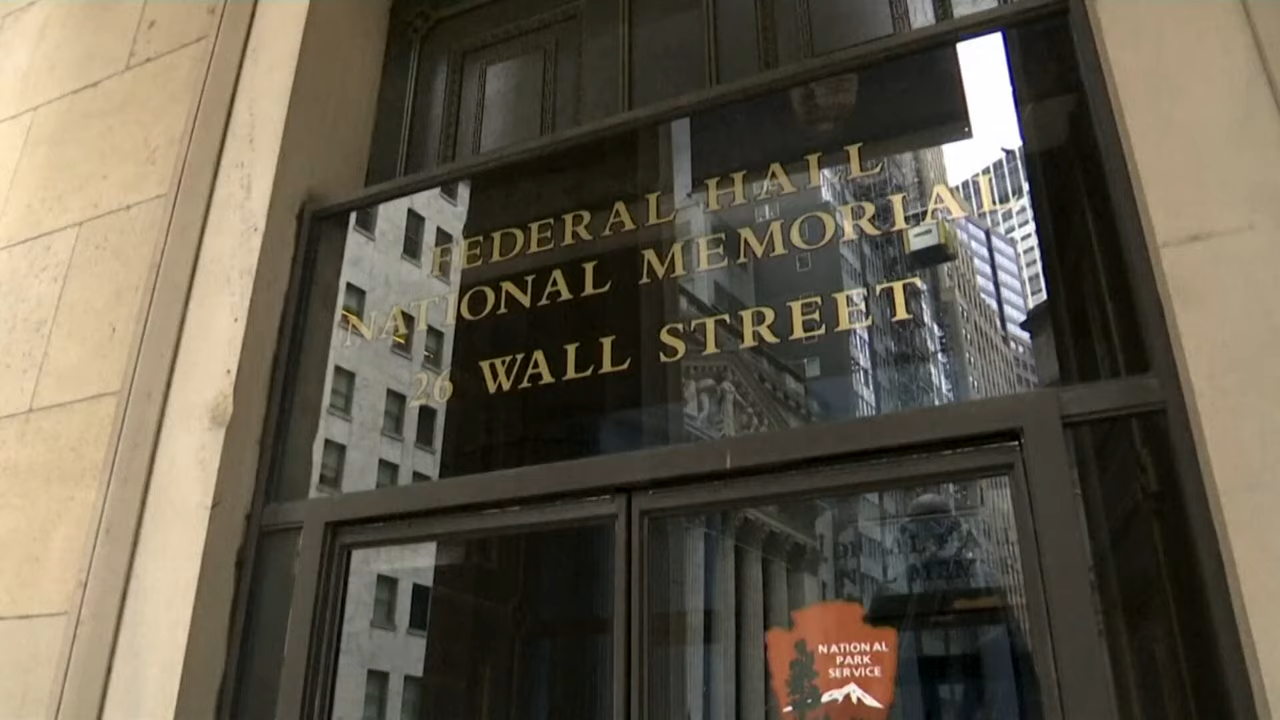 FEDERAL HALL
NATIONAL MEMORIAL
26 WALL STREET
NATIONAL
PARK
SERVICE